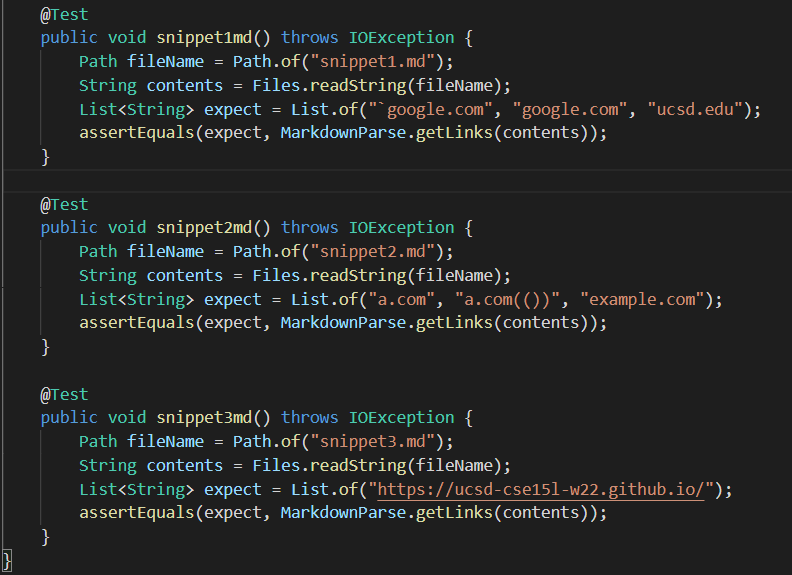 @Test
public void snippet1md() throws IOException {
Path fileName = Path.of("snippet1.md");
String contents = Files.readString(fileName);
List<String> expect = List.of("`google.com", "google.com", "ucsd.edu");
assertEquals(expect, MarkdownParse.getLinks(contents));
}
@Test
public void snippet2md() throws IOException {
Path fileName = Path.of("snippet2.md");
String contents = Files.readString(fileName);
List<String> expect = List.of("a.com", "a.com(())", "example.com");
assertEquals(expect, MarkdownParse.getLinks(contents));
}
@Test
public void snippet3md() throws IOException {
Path fileName = Path.of("snippet3.md");
String contents = Files.readString(fileName);
List<String> expect = List.of("https://ucsd-cse15l-w22.github.io/");
assertEquals(expect, MarkdownParse.getLinks(contents));
}
}